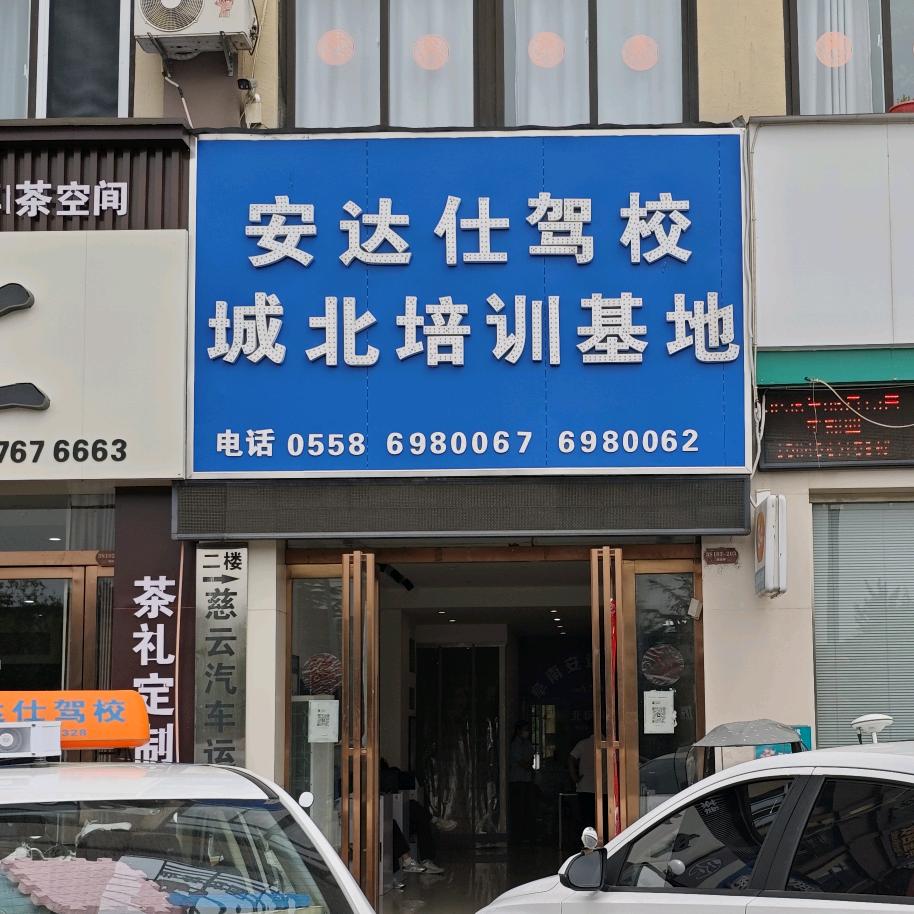 茶空间
安达仕驾校
城北培训基地
电话 0558 6980067 6980062
767 6663
二楼
慈云汽车运
茶礼定制
仕驾校
328